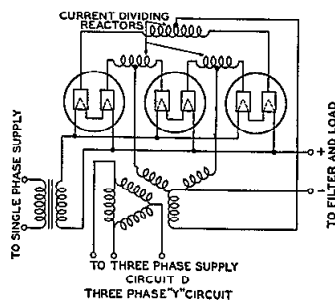 CURRENT DIVIDING
REACTORS
TO SINGLE PHASE SUPPLY
+
-
TO FILTER AND LOAD
TO THREE PHASE SUPPLY
CIRCUIT D
THREE PHASE "Y" CIRCUIT